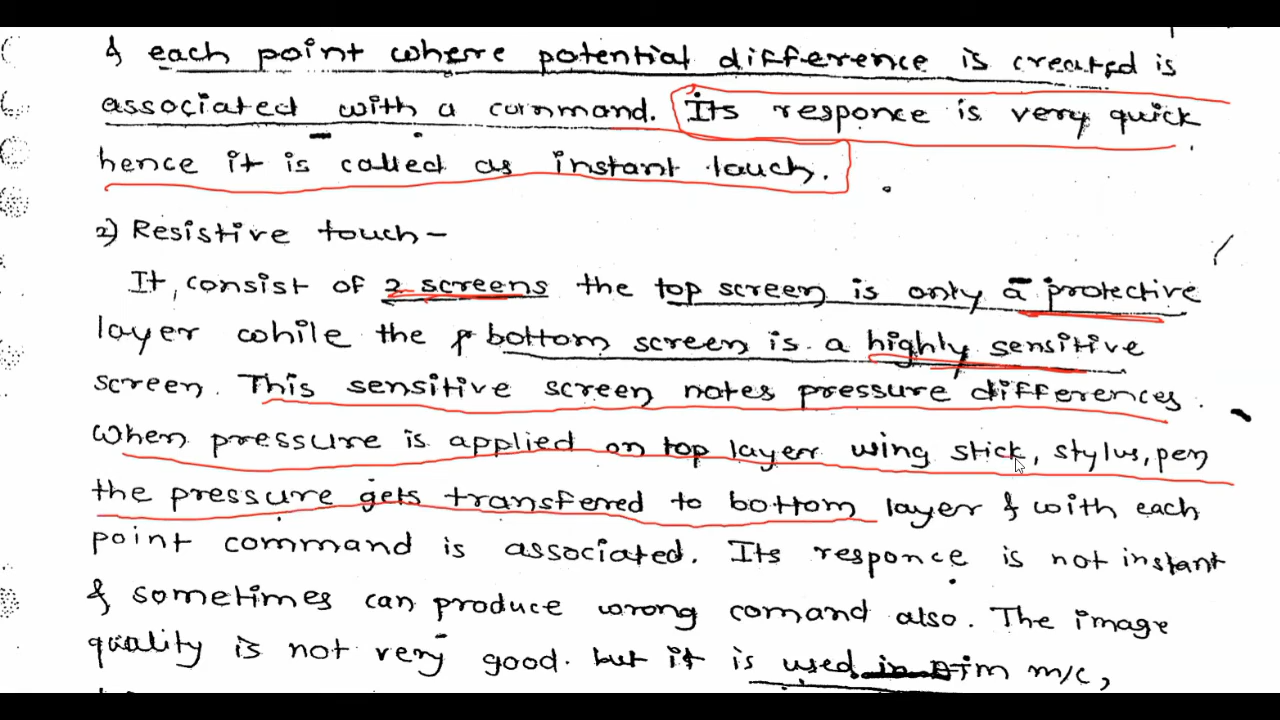 & each point where potential difference is created is
associated with a command. Its responce is very quick
hence it is called as instant touch.
2) Resistive touch-
It, consist of 2 screens the top screen is only a protective
layer while the bottom screen is a highly sensitive
screen. This sensitive screen notes pressure differences.
When pressure is applied on top layer using stick, stylus, pen
the pressure gets transferred to bottom layer & with each
point command is associated. Its responce is not instant
& sometimes can produce wrong comand also. The image
quality is not very good. but it is used in m/c,